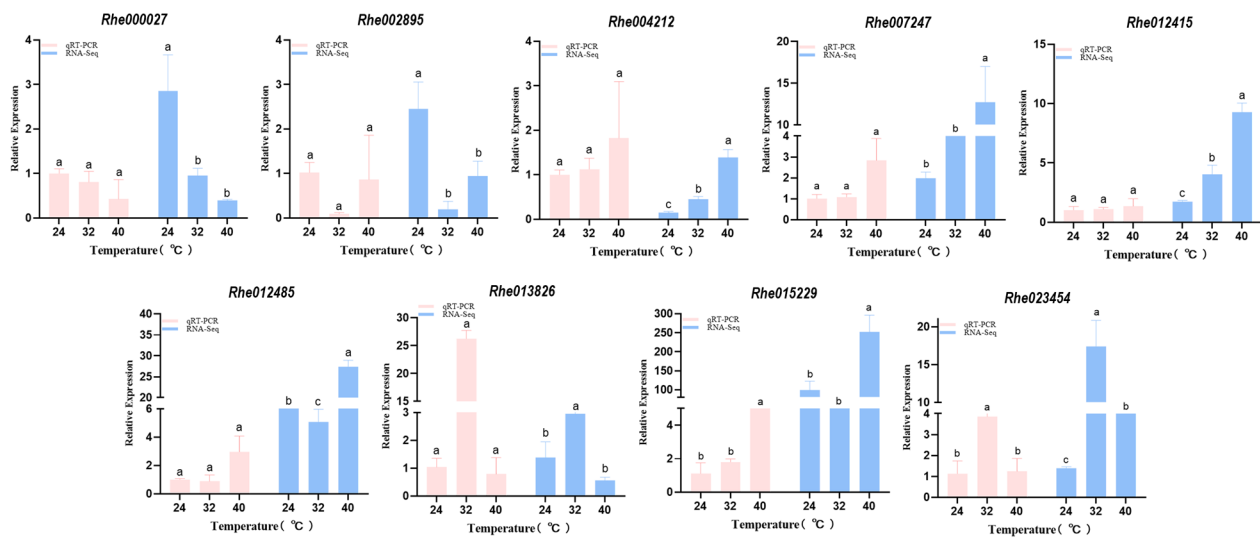 Rhe000027
qRT-PCR
RNA-Seq
Relative Expression
4
3
2
1
0
a a a a b b
24 32 40 24 32 40
Temperature( ℃ )
Rhe002895
qRT-PCR
RNA-Seq
Relative Expression
4
3
2
1
0
a a a a b b
24 32 40 24 32 40
Temperature( ℃ )
Rhe004212
qRT-PCR
RNA-Seq
Relative Expression
4
3
2
1
0
a a a c b a
24 32 40 24 32 40
Temperature( ℃ )
Rhe007247
qRT-PCR
RNA-Seq
Relative Expression
20
15
10
5
4
3
2
1
0
a a a b b a
24 32 40 24 32 40
Temperature( ℃ )
Rhe012415
qRT-PCR
RNA-Seq
Relative Expression
15
10
5
0
a a a c b a
24 32 40 24 32 40
Temperature( ℃ )
Rhe012485
qRT-PCR
RNA-Seq
Relative Expression
40
35
30
25
20
15
6
4
2
0
a a a b c a
24 32 40 24 32 40
Temperature( ℃ )
Rhe013826
qRT-PCR
RNA-Seq
Relative Expression
30
25
20
15
3
2
1
0
a a a b a b
24 32 40 24 32 40
Temperature( ℃ )
Rhe015229
qRT-PCR
RNA-Seq
Relative Expression
300
250
200
150
100
50
6
4
2
0
b b a b b a
24 32 40 24 32 40
Temperature( ℃ )
Rhe023454
qRT-PCR
RNA-Seq
Relative Expression
20
15
10
4
3
2
1
0
b a b c a b
24 32 40 24 32 40
Temperature( ℃ )